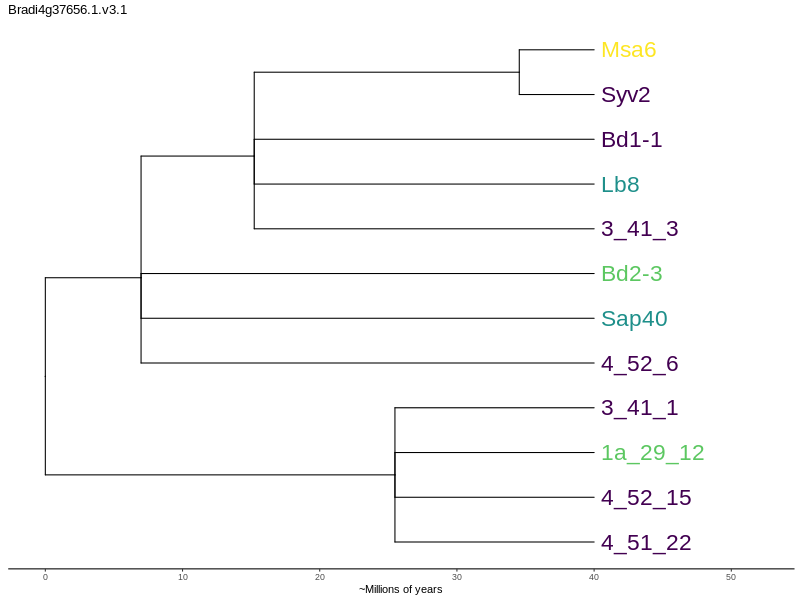 Bradi4g37656.1.v3.1
Msa6
Syv2
Bd1-1
Lb8
3_41_3
Bd2-3
Sap40
4_52_6
3_41_1
1a_29_12
4_52_15
4_51_22
0 10 20 30 40 50
~Millions of years